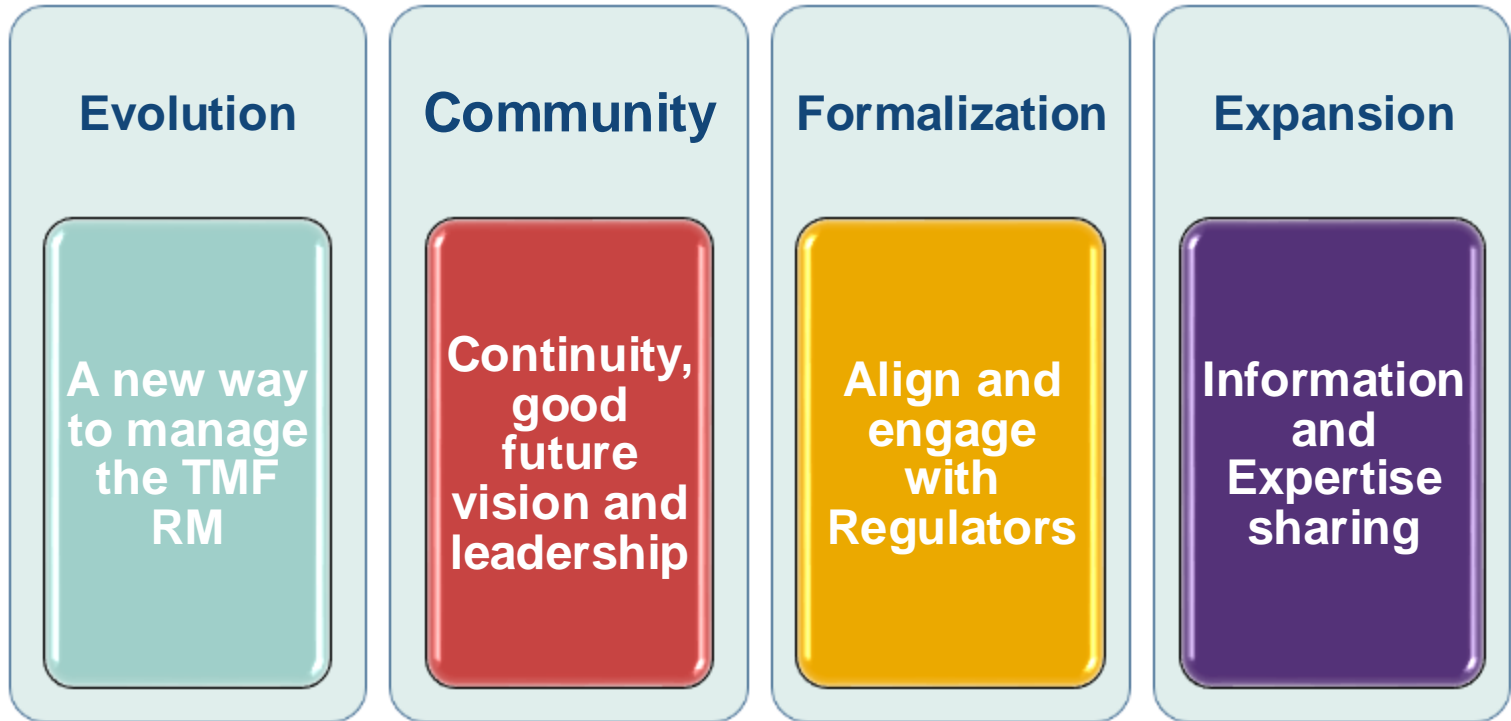 Evolution
A new way
to manage
the TMF
RM
Community
Continuity,
good
future
vision and
leadership
Formalization
Align and
engage
with
Regulators
Expansion
Information
and
Expertise
sharing